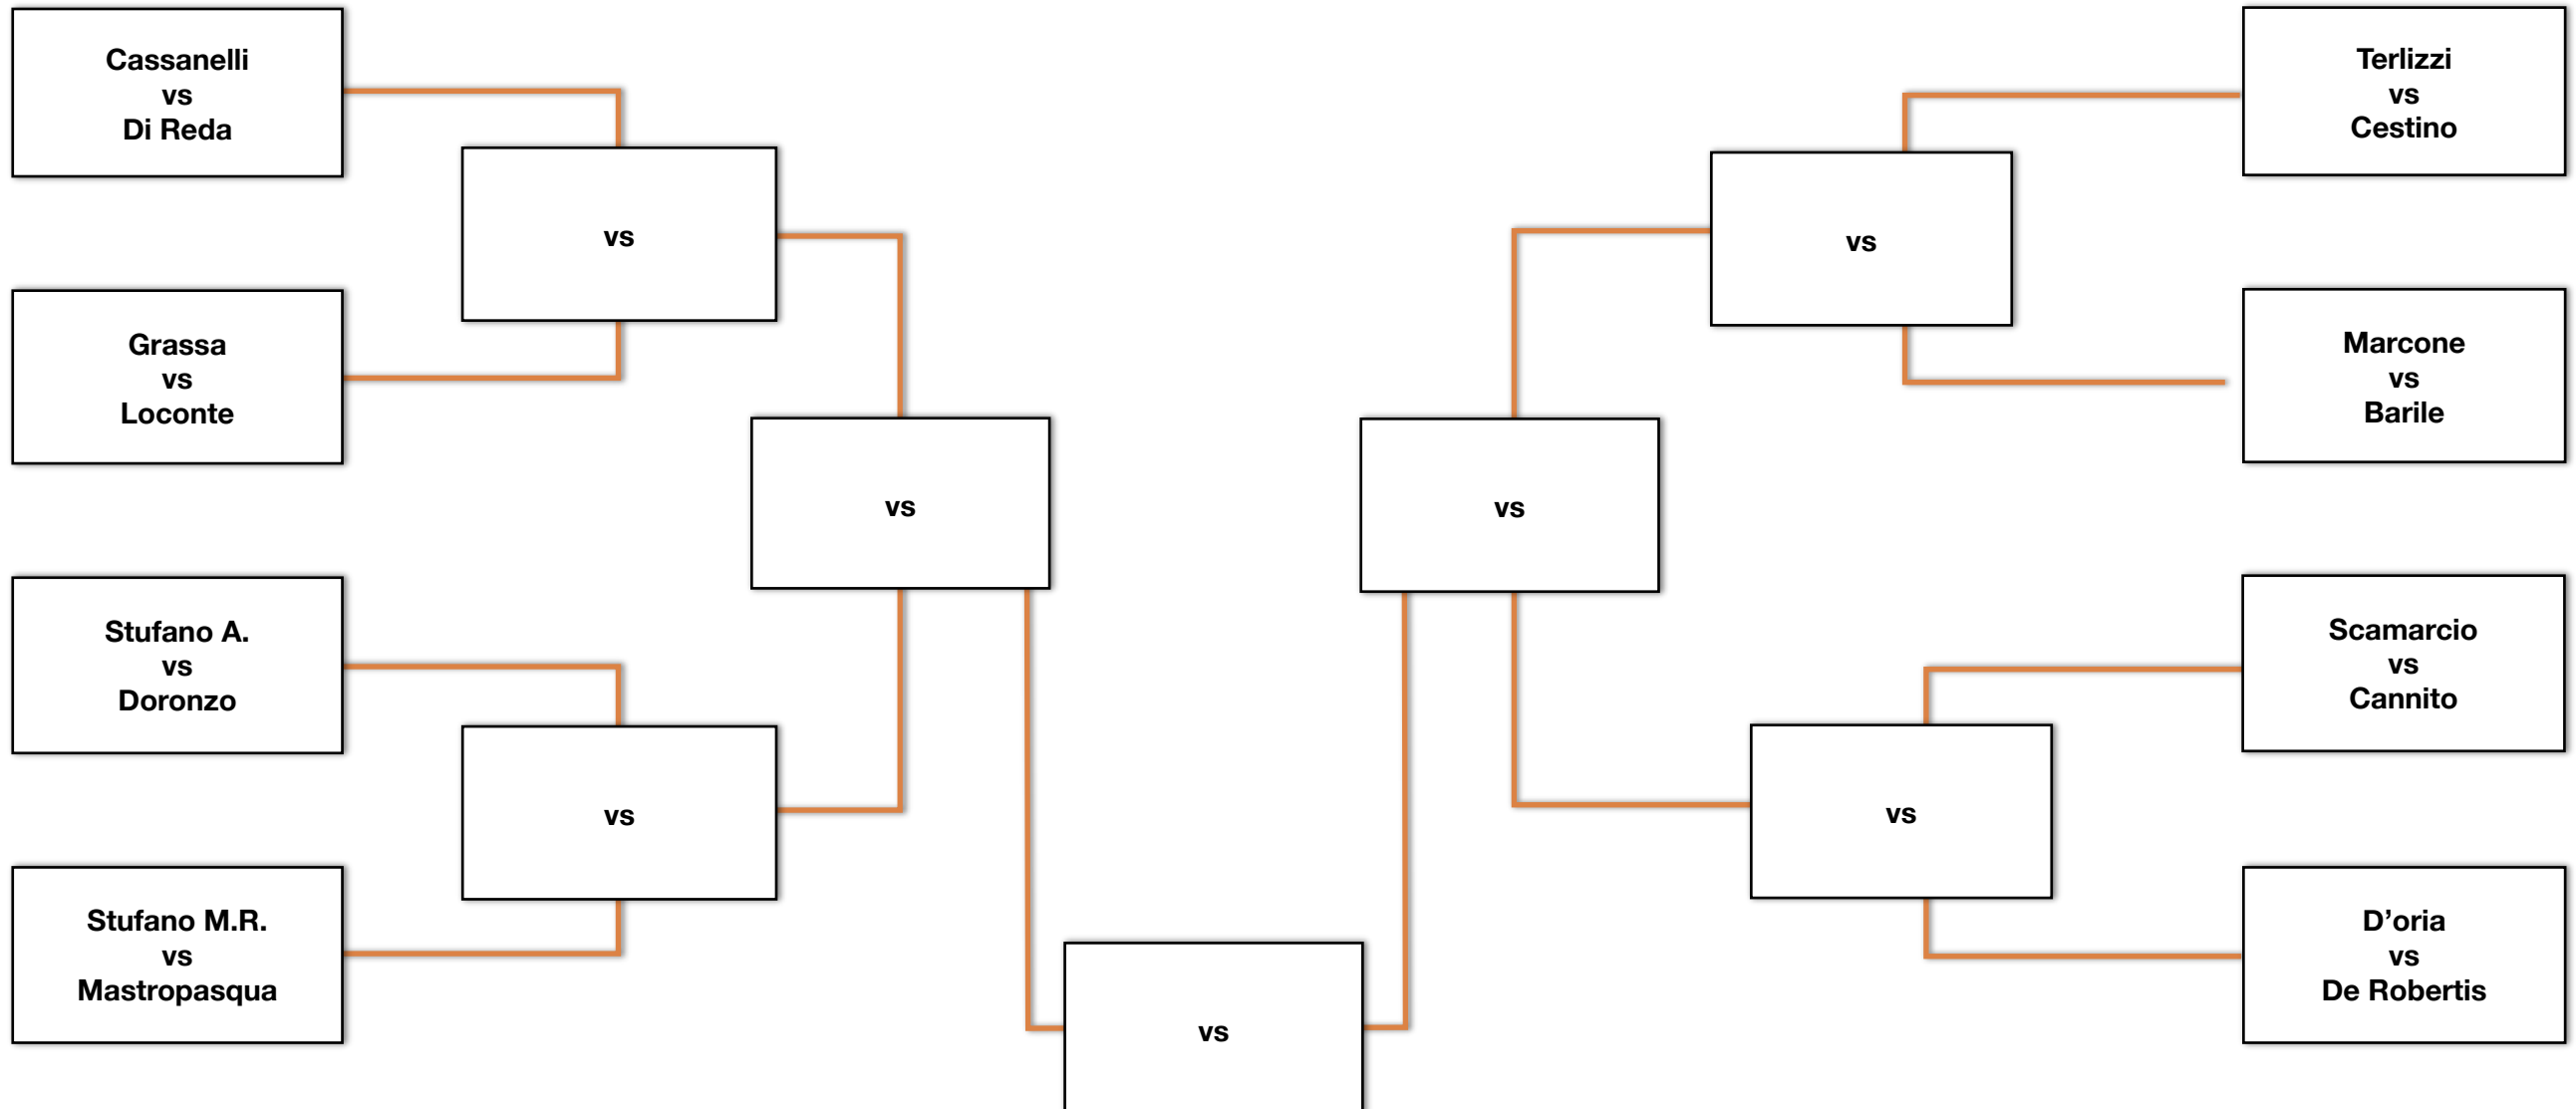 Cassanelli
vs
Di Reda
Grassa
vs
Loconte
Stufano A.
vs
Doronzo
Stufano M.R.
vs
Mastropasqua
vs
vs
vs
vs
vs
vs
vs
Terlizzi
vs
Cestino
Marcone
vs
Barile
Scamarcio
vs
Cannito
D’oria
vs
De Robertis